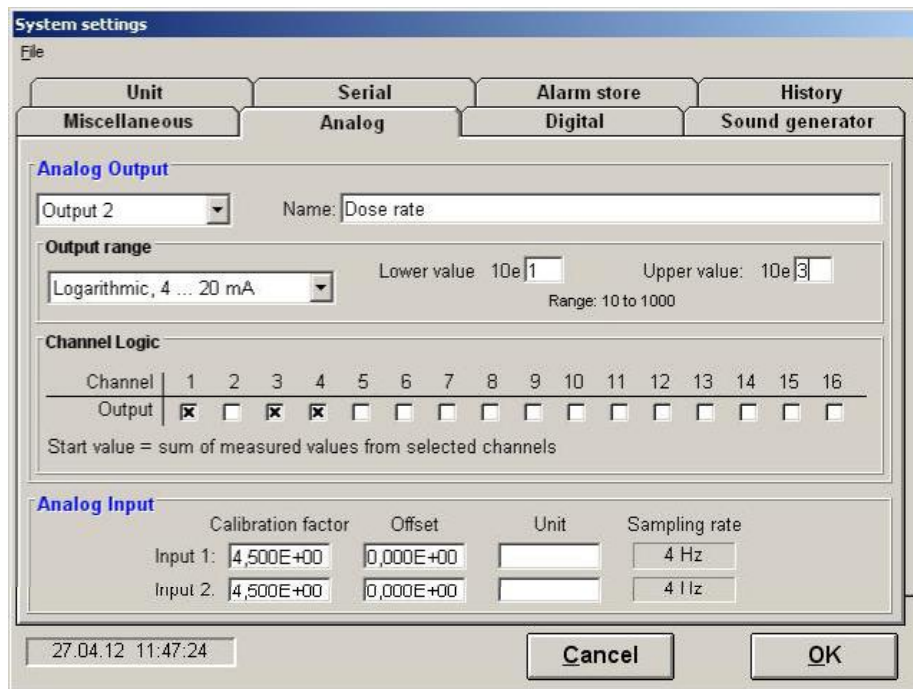 System settings
File
Unit Serial Alarm store History
Miscellaneous Analog Digital Sound generator
Analog Output
Output 2 Name: Dose rate
Output range
Logarithmic, 4 ... 20 mA Lower value 10e 1 Upper value: 10e 3
Range: 10 to 1000
Channel Logic
Channel 1 2 3 4 5 6 7 8 9 10 11 12 13 14 15 16
Output
Start value = sum of measured values from selected channels
Analog Input
Calibration factor Offset Unit Sampling rate
Input 1: 4,500E+00 0,000E+00 4 Hz
Input 2. 4,500E+00 0,000E+00 4 Hz
27.04.12 11:47:24 Cancel OK